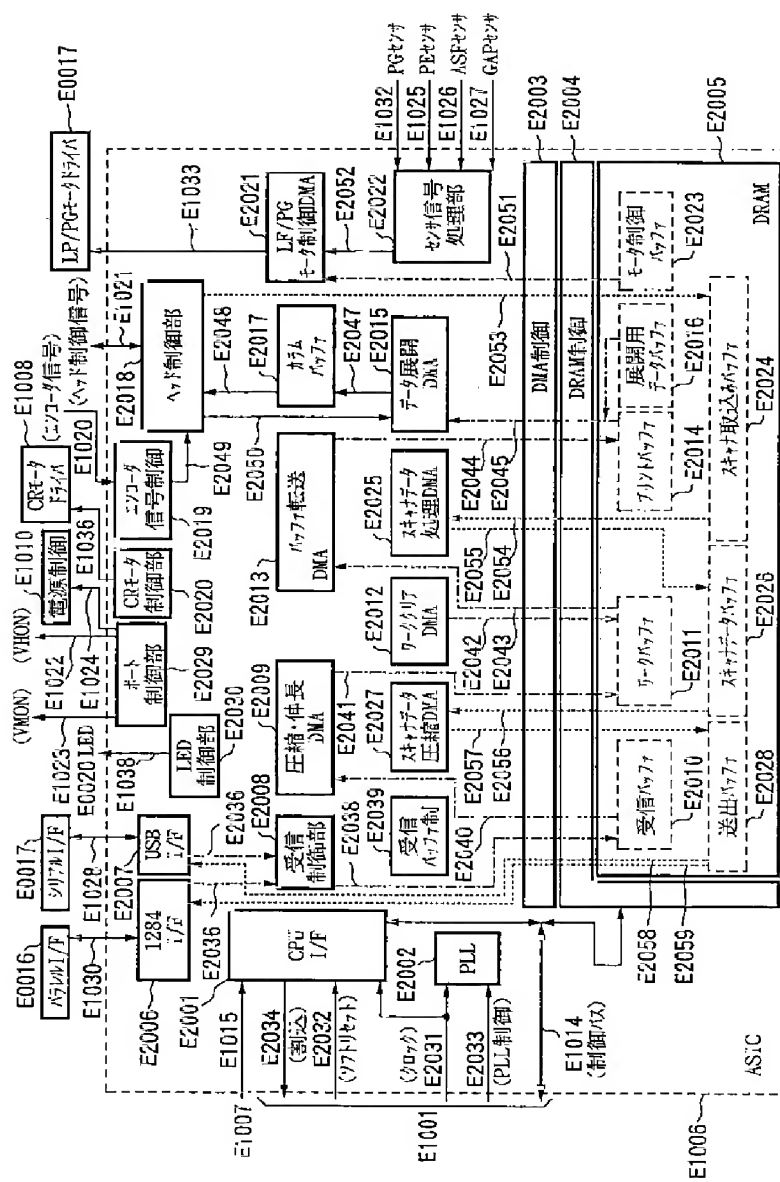 E0016
パラレルI/F
E1030
E0017
シリアルI/F
E1028
(VMON)
E1023
E0020 LED
E1038
(VHON)
E1022
E1024
E1010
電源制御
E1036
E1008
CRモータ
ドライバ
E1020
(エンコーダ信号)
(ヘッド制御信号)
E1021
E0017
LP/PGモータドライバ
E1033
E2006
1284
I/F
E2007
USB
I/F
E2036
E2036
E2001
CPU
I/F
E1007
E1015
E2034
(割込)
E2032
(ソフトリセット)
E1001
(クロック)
E2031
E2033
(PLL制御)
E2002
PLL
E1014
(制御バス)
E1006
ASIC
E2030
LED
制御部
E2029
ポート
制御部
E2020
CRモータ
制御部
E2019
エンコーダ
信号制御
E2049
E2018
ヘッド制御部
E2008
受信
制御部
E2038
E2039
受信
バッファ制
E2040
E2009
圧縮・伸長
DMA
E2041
E2027
スキャナデータ
圧縮DMA
E2057
E2056
E2013
バッファ転送
DMA
E2012
ワーククリア
DMA
E2042
E2043
E2025
スキャナデータ
処理DMA
E2055
E2054
E2044
E2045
E2050
E2048
E2017
カラム
バッファ
E2047
E2015
データ展開
DMA
E2053
E2021
LF/PG
モータ制御DMA
E2052
E2022
センサ信号
処理部
E2051
E1032
PGセンサ
E1025
PEセンサ
E1026
ASFセンサ
E1027
GAPセンサ
E2003
DMA制御
E2004
DRAM制御
E2005
DRAM
E2058
E2059
受信バッファ
E2010
送出バッファ
E2028
ワークバッファ
E2011
スキャナデータバッファ
E2026
プリントバッファ
E2014
展開用
データバッファ
E2016
スキャナ取込みバッファ
E2024
モータ制御
バッファ
E2023